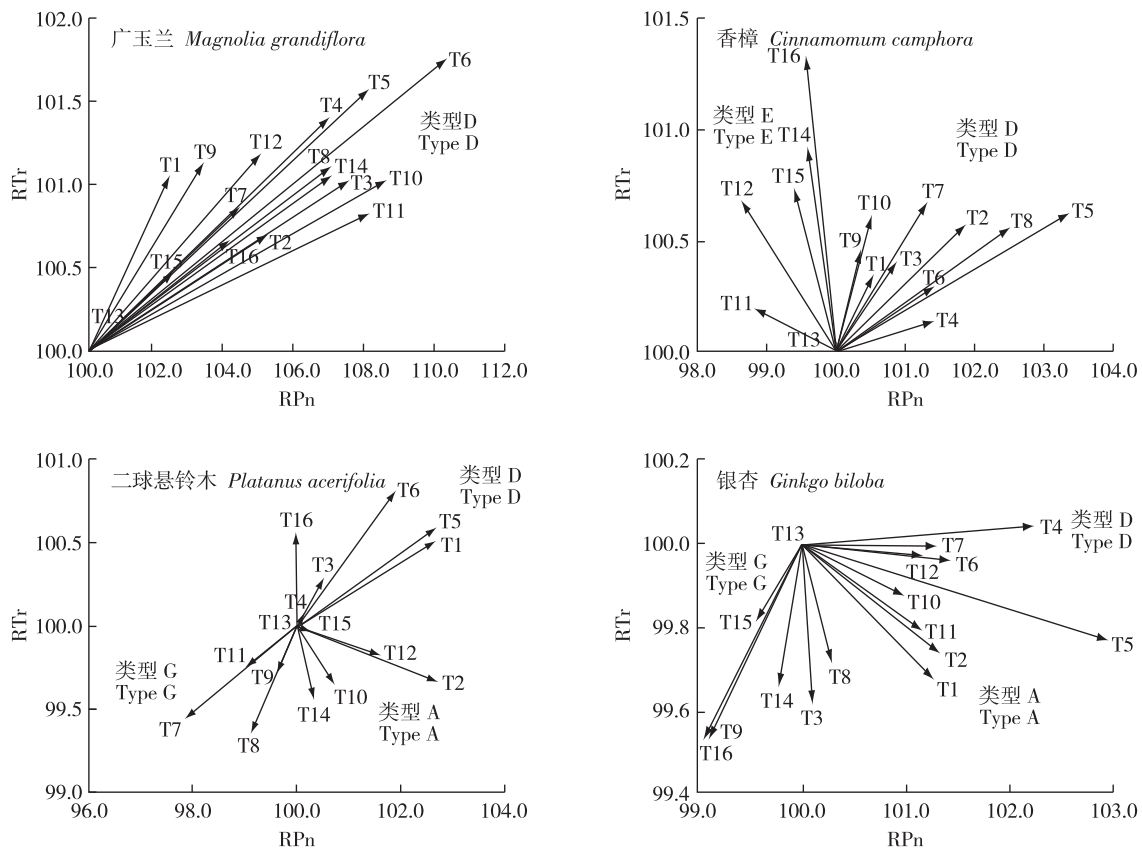 102.0
广玉兰 Magnolia grandiflora
T6
T5
101.5
T4
类型D
Type D
T12
T9
T1
T8
T14
101.0
T3
T10
T7
T11
T2
T16
T15
100.5
T13
100.0
RTr
100.0 102.0 104.0 106.0 108.0 110.0 112.0
RPn
101.5
香樟 Cinnamomum camphora
T16
类型 E
Type E
T14
类型 D
Type D
101.0
T15
T12
T10
T7
T2
T8
T5
100.5
T9
T1
T3
T6
T11
T4
T13
100.0
RTr
98.0 99.0 100.0 101.0 102.0 103.0 104.0
RPn
101.0
二球悬铃木 Platanus acerifolia
类型 D
Type D
T6
T16
T5
T1
100.5
T3
T4
T13
T15
100.0
T11
T9
T12
类型 G
Type G
T2
T10
T14
类型 A
Type A
99.5
T7
T8
99.0
RTr
96.0 98.0 100.0 102.0 104.0
RPn
100.2
银杏 Ginkgo biloba
T13
T4
类型 D
Type D
100.0
T7
T6
T12
类型 G
Type G
T10
T15
99.8
T11
T5
T2
T8
T1
T14
T3
类型 A
Type A
99.6
T9
T16
99.4
RTr
99.0 100.0 101.0 102.0 103.0
RPn